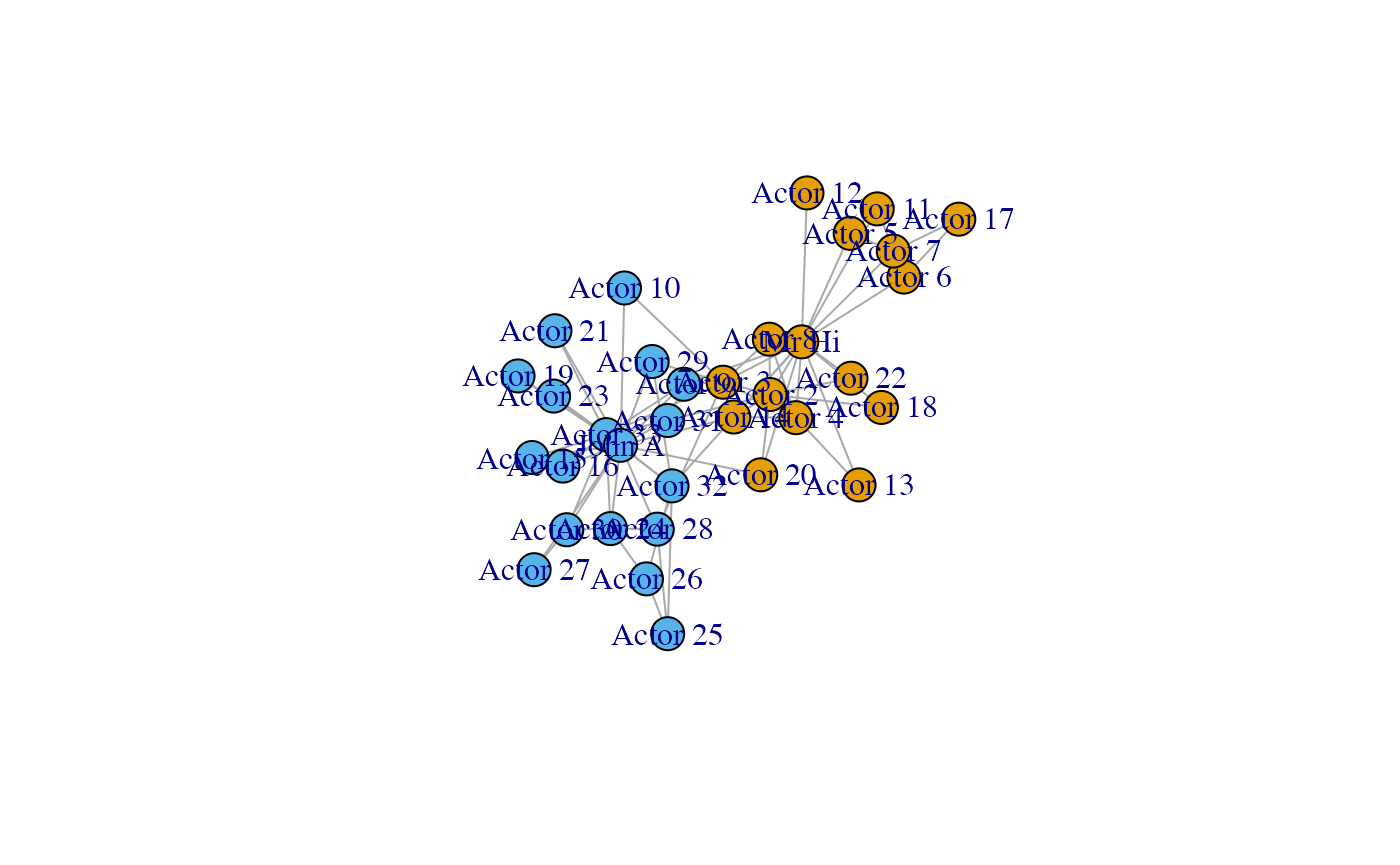 Actor 12
Actor 11
Actor 17
Actor 5
Actor 7
Actor 6
Actor 10
Actor 21
Actor 8
Mr Hi
Actor 29
Actor 19
Actor 22
Actor 9
Actor 3
Actor 23
Actor 2
Actor 18
Actor 31
Actor 14
Actor 4
Actor 33
John A
Actor 15
Actor 16
Actor 20
Actor 32
Actor 13
Actor 30
Actor 24
Actor 28
Actor 27
Actor 26
Actor 25